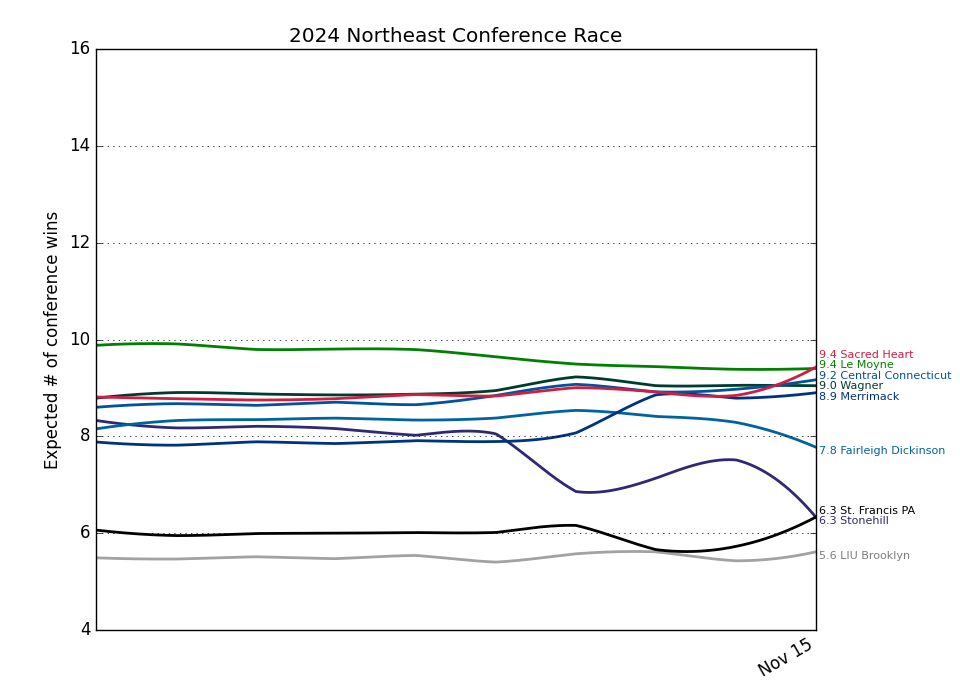 2024 Northeast Conference Race
Expected # of conference wins
16
14
12
10
8
6
4
9.4 Sacred Heart
9.4 Le Moyne
9.2 Central Connecticut
9.0 Wagner
8.9 Merrimack
7.8 Fairleigh Dickinson
6.3 St. Francis PA
6.3 Stonehill
5.6 LIU Brooklyn
Nov 15